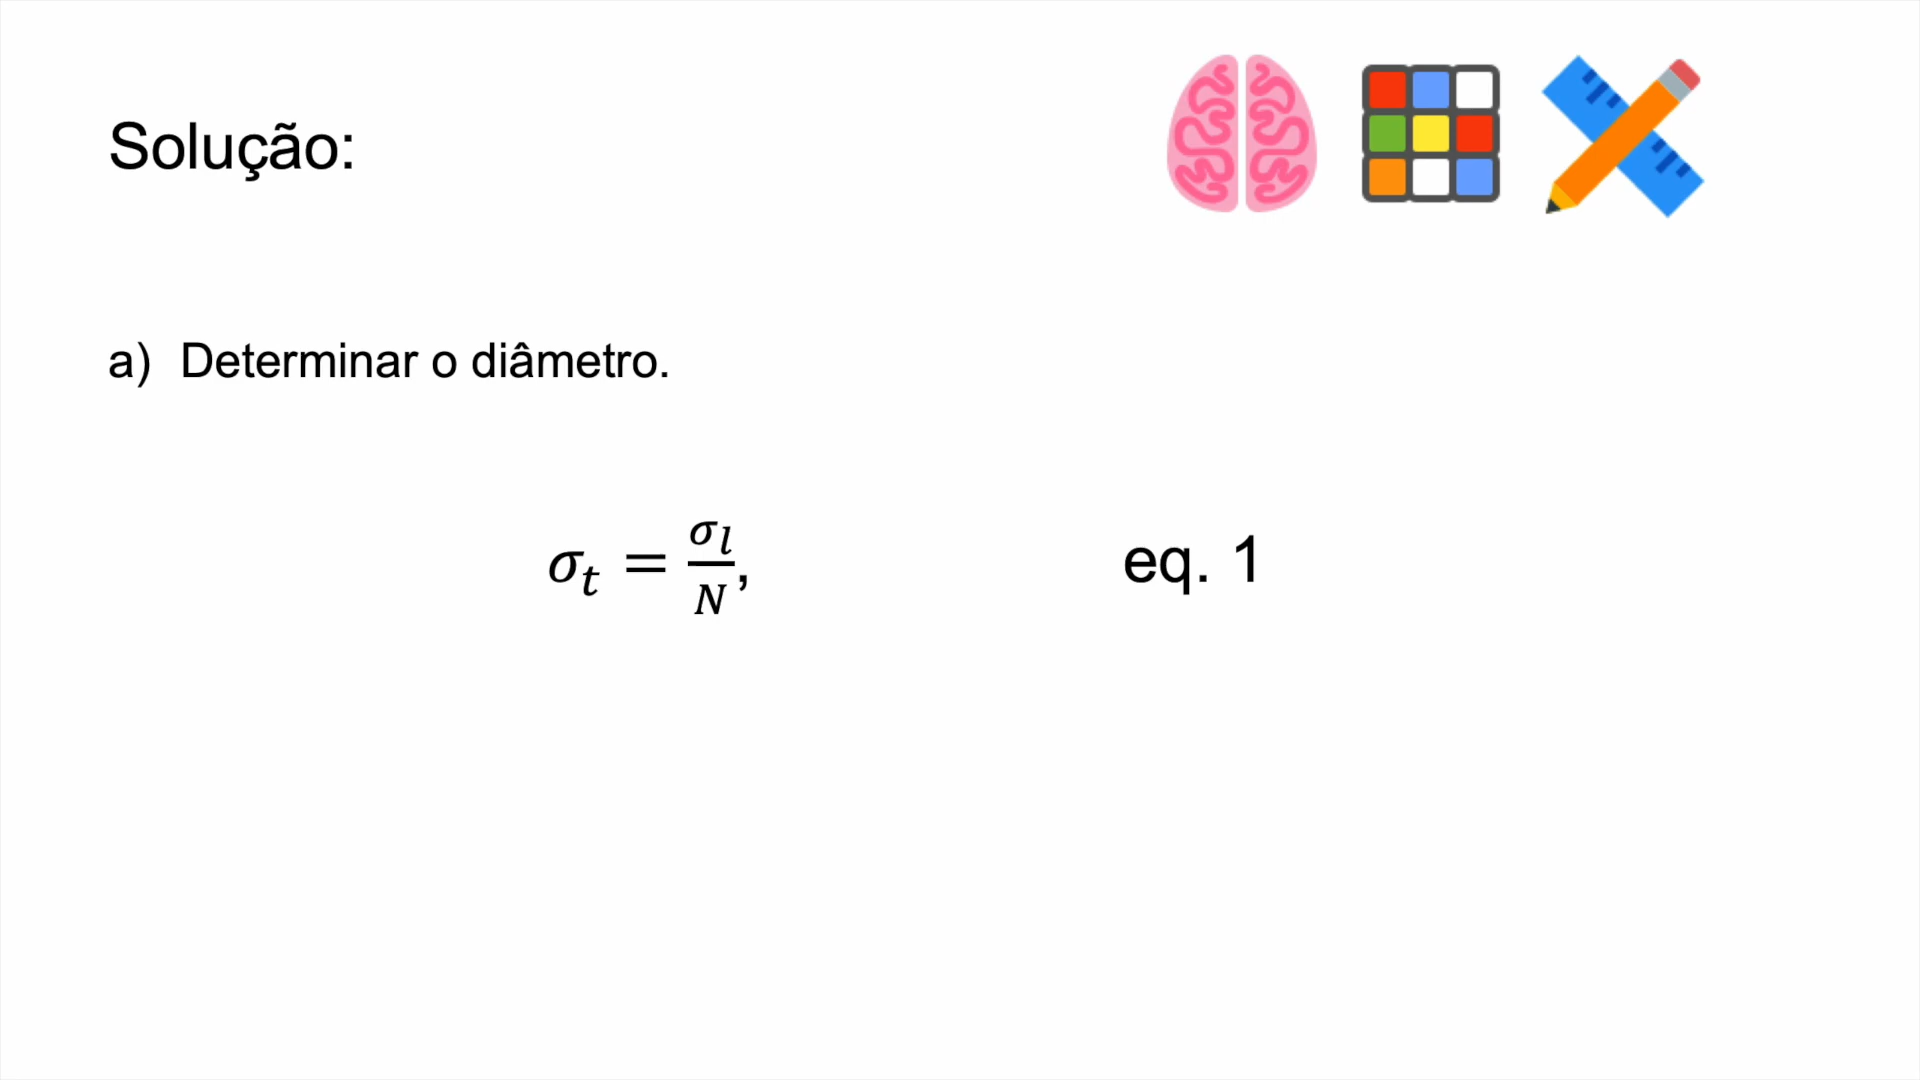 Solução:
a) Determinar o diâmetro.
σₜ = σₗ/N, eq. 1